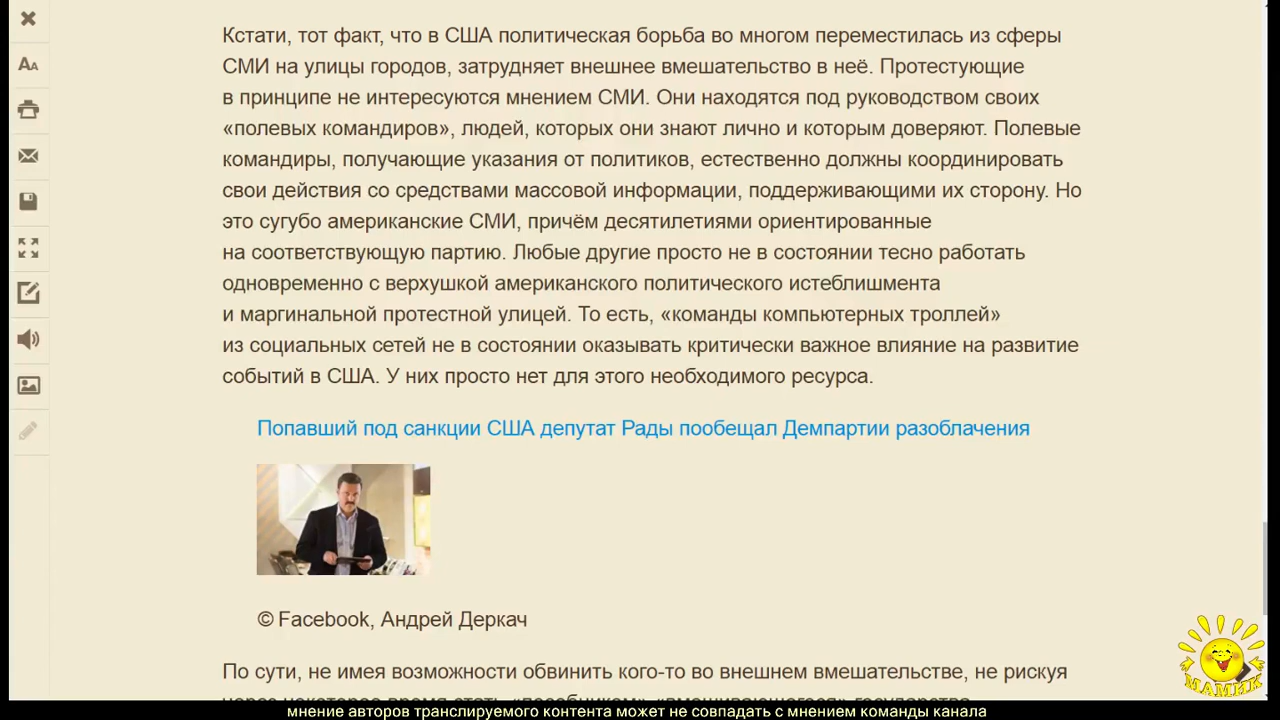 Кстати, тот факт, что в США политическая борьба во многом переместилась из сферы
СМИ на улицы городов, затрудняет внешнее вмешательство в неё. Протестующие
в принципе не интересуются мнением СМИ. Они находятся под руководством своих
«полевых командиров», людей, которых они знают лично и которым доверяют. Полевые
командиры, получающие указания от политиков, естественно должны координировать
свои действия со средствами массовой информации, поддерживающими их сторону. Но
это сугубо американские СМИ, причём десятилетиями ориентированные
на соответствующую партию. Любые другие просто не в состоянии тесно работать
одновременно с верхушкой американского политического истеблишмента
и маргинальной протестной улицей. То есть, «команды компьютерных троллей»
из социальных сетей не в состоянии оказывать критически важное влияние на развитие
событий в США. У них просто нет для этого необходимого ресурса.
Попавший под санкции США депутат Рады пообещал Демпартии разоблачения
© Facebook, Андрей Деркач
По сути, не имея возможности обвинить кого-то во внешнем вмешательстве, не рискуя
МАМИК
мнение авторов транслируемого контента может не совпадать с мнением команды канала